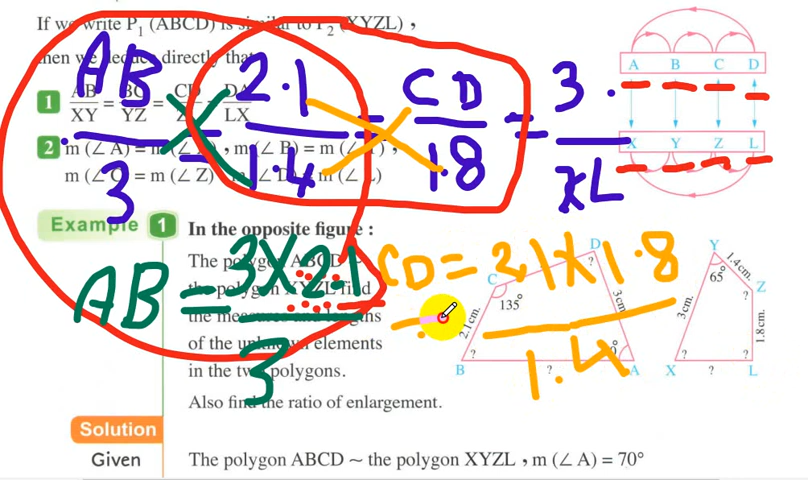 If we write P₁ (ABCD) is similar to P₂ (XYZL) ,
then we deduce directly that
1 AB/XY = BC/YZ = CD/Z = DA/LX
2 m (∠ A) = m (∠ , m (∠ B) = m (∠ ,
m (∠ C) = m (∠ Z) , m (∠ D) = m (∠ L)
A B C D
X Y Z L
AB/3 = 2.1/1.4 = CD/1.8 = 3/XL
Example 1 In the opposite figure :
The polygon ABCD
the polygon XYZL find
the measures and lengths
of the unknown elements
in the two polygons.
Also find the ratio of enlargement.
AB = 3×2.1/3
CD = 21×1.8/1.4
C D 135° ? 2.1 cm. 3 cm. ? B ? A
Y 65° 1.4 cm. Z ? 3 cm. 1.8 cm. ? ? X ? L
Solution
Given The polygon ABCD ~ the polygon XYZL , m (∠ A) = 70°